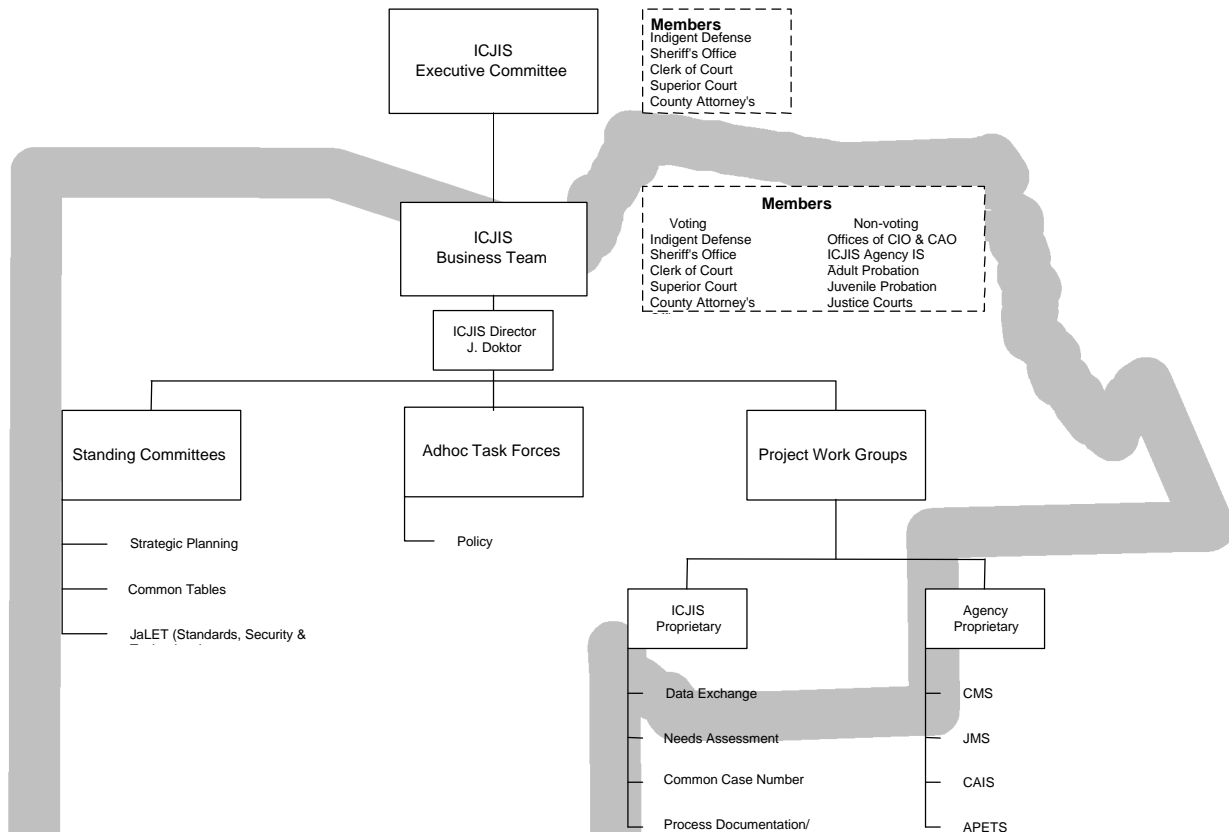 ICJIS
Executive Committee
Members
Indigent Defense
Sheriff's Office
Clerk of Court
Superior Court
County Attorney's
ICJIS
Business Team
Members
Voting
Indigent Defense
Sheriff's Office
Clerk of Court
Superior Court
County Attorney's
Non-voting
Offices of CIO & CAO
ICJIS Agency IS
Adult Probation
Juvenile Probation
Justice Courts
ICJIS Director
J. Doktor
Standing Committees
Strategic Planning
Common Tables
JaLET (Standards, Security &
Adhoc Task Forces
Policy
Project Work Groups
ICJIS
Proprietary
Data Exchange
Needs Assessment
Common Case Number
Process Documentation/
Agency
Proprietary
CMS
JMS
CAIS
APETS